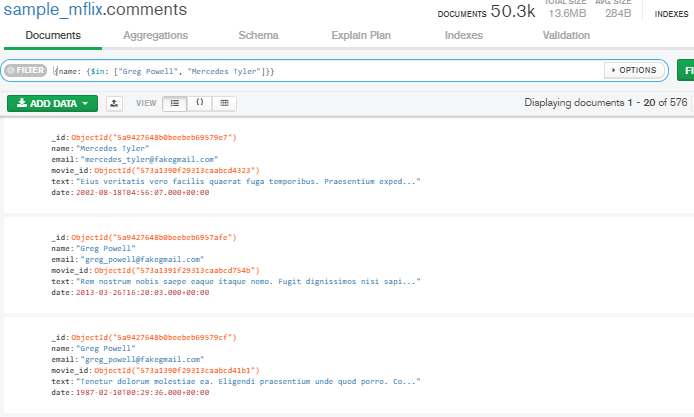 sample_mflix.comments
DOCUMENTS 50.3k TOTAL SIZE 13.6MB AVG. SIZE 284B INDEXES
Documents Aggregations Schema Explain Plan Indexes Validation
FILTER {name: {$in: ["Greg Powell", "Mercedes Tyler"]}} OPTIONS FI
ADD DATA VIEW {} Displaying documents 1 - 20 of 576
_id: ObjectId("5a9427648b0beebeb69579e7")
name: "Mercedes Tyler"
email: "mercedes_tyler@fakegmail.com"
movie_id: ObjectId("573a1390f29313caabcd4323")
text: "Eius veritatis vero facilis quaerat fuga temporibus. Praesentium exped..."
date: 2002-08-18T04:56:07.000+00:00
_id: ObjectId("5a9427648b0beebeb6957afe")
name: "Greg Powell"
email: "greg_powell@fakegmail.com"
movie_id: ObjectId("573a1391f29313caabcd754b")
text: "Rem nostrum nobis saepe eaque itaque nemo. Fugit dignissimos nisi sapi..."
date: 2013-03-26T16:20:03.000+00:00
_id: ObjectId("5a9427648b0beebeb69579cf")
name: "Greg Powell"
email: "greg_powell@fakegmail.com"
movie_id: ObjectId("573a1390f29313caabcd41b1")
text: "Tenetur dolorum molestiae ea. Eligendi praesentium unde quod porro. Co..."
date: 1987-02-10T00:29:36.000+00:00